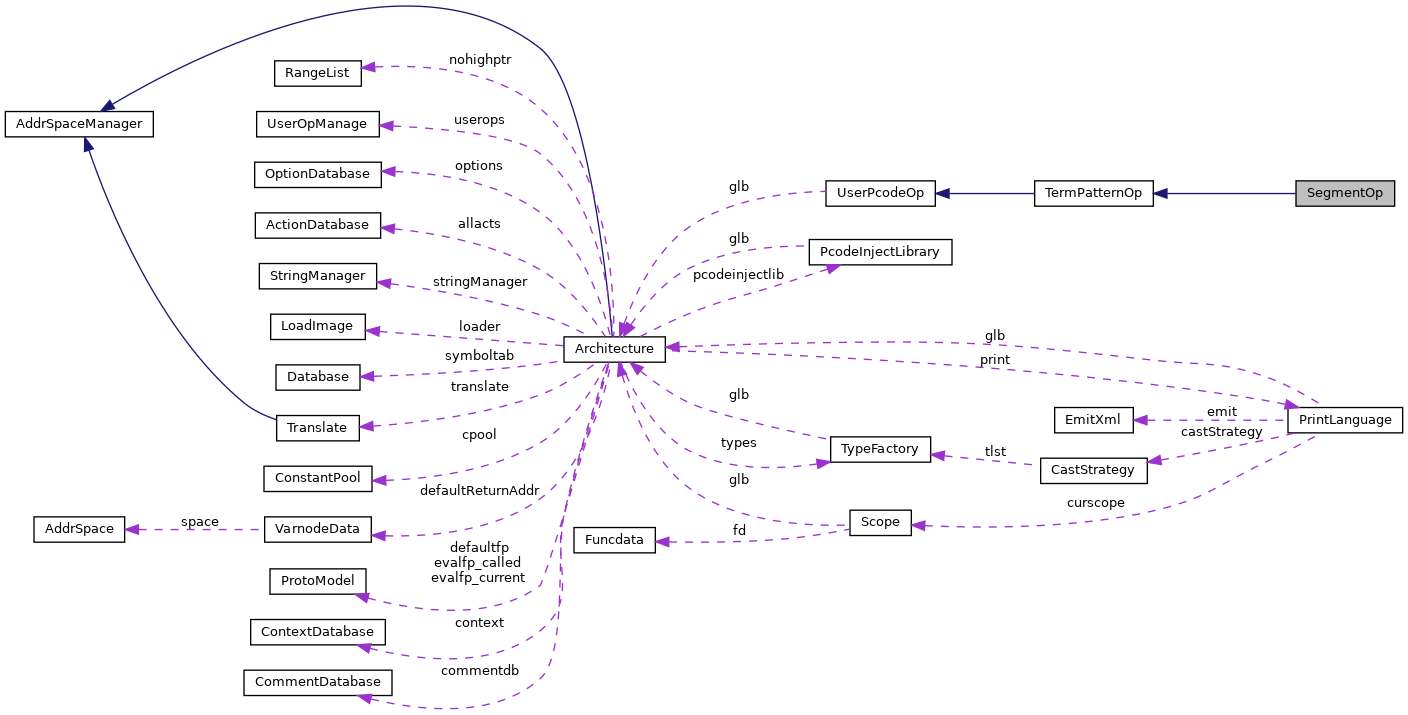 nohighptr
RangeList
AddrSpaceManager
UserOpManage
userops
OptionDatabase
options
ActionDatabase
allacts
StringManager
stringManager
LoadImage
loader
Database
symboltab
translate
Translate
cpool
ConstantPool
defaultReturnAddr
AddrSpace
space
VarnodeData
defaultfp
evalfp_called
evalfp_current
ProtoModel
context
ContextDatabase
commentdb
CommentDatabase
Architecture
glb
UserPcodeOp
TermPatternOp
SegmentOp
glb
PcodeInjectLibrary
pcodeinjectlib
glb
print
glb
types
TypeFactory
tlst
EmitXml
emit
castStrategy
CastStrategy
PrintLanguage
glb
Scope
curscope
fd
Funcdata